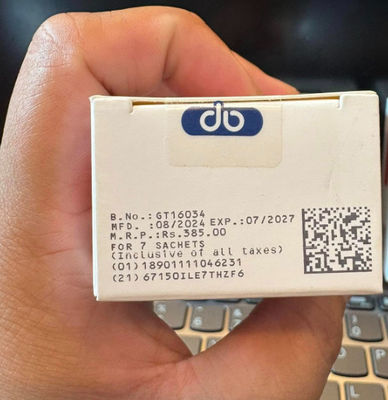 B.No.:GT16034
MFD. :08/2024 EXP.:07/2027
M.R.P.:Rs.385.00
FOR 7 SACHETS
(Inclusive of all taxes)
(01)18901111046231
(21)67150ILE7THZF6